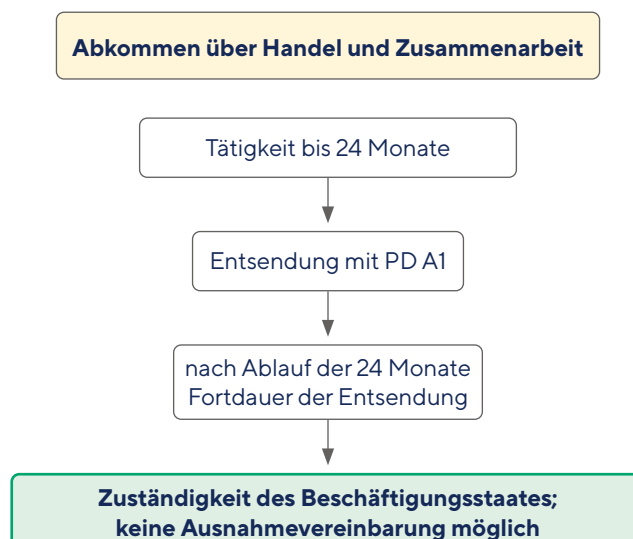 Abkommen über Handel und Zusammenarbeit
Tätigkeit bis 24 Monate
Entsendung mit PD A1
nach Ablauf der 24 Monate
Fortdauer der Entsendung
Zuständigkeit des Beschäftigungsstaates;
keine Ausnahmevereinbarung möglich